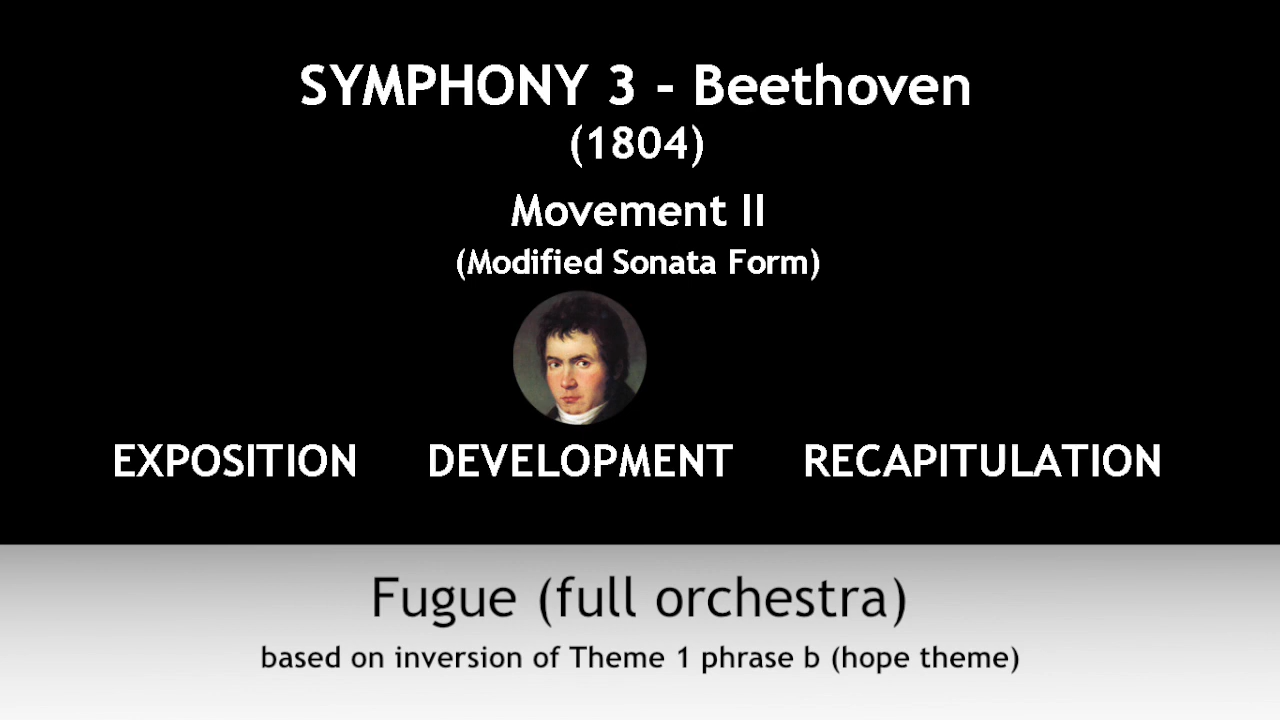 SYMPHONY 3 - Beethoven
(1804)
Movement II
(Modified Sonata Form)
EXPOSITION DEVELOPMENT RECAPITULATION
Fugue (full orchestra)
based on inversion of Theme 1 phrase b (hope theme)